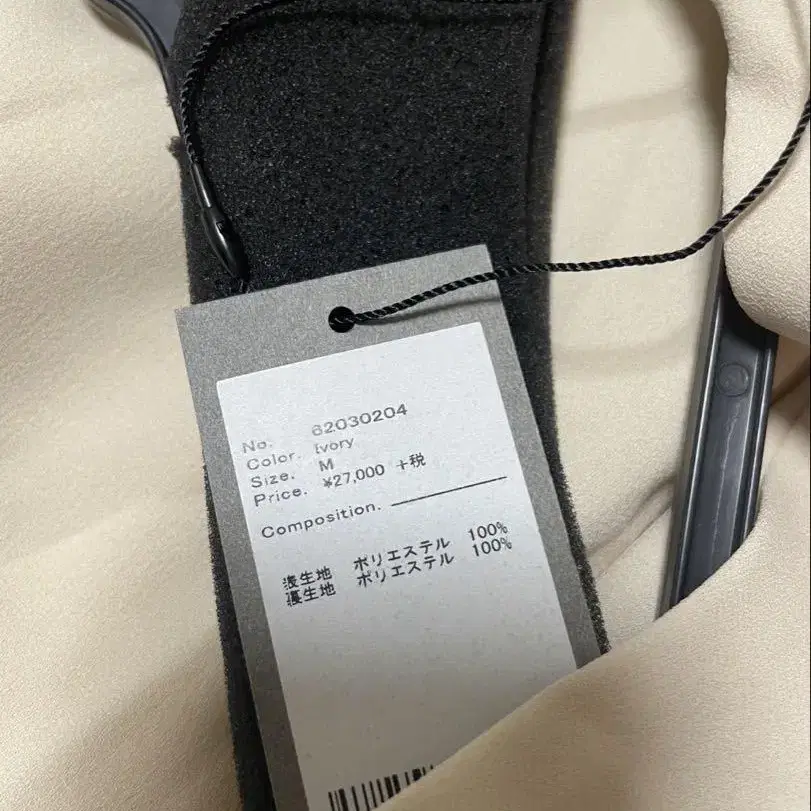 No. 62030204
Color. Ivory
Size. M
Price. ¥27,000 +税
Composition.
表生地 ポリエステル 100%
裏生地 ポリエステル 100%